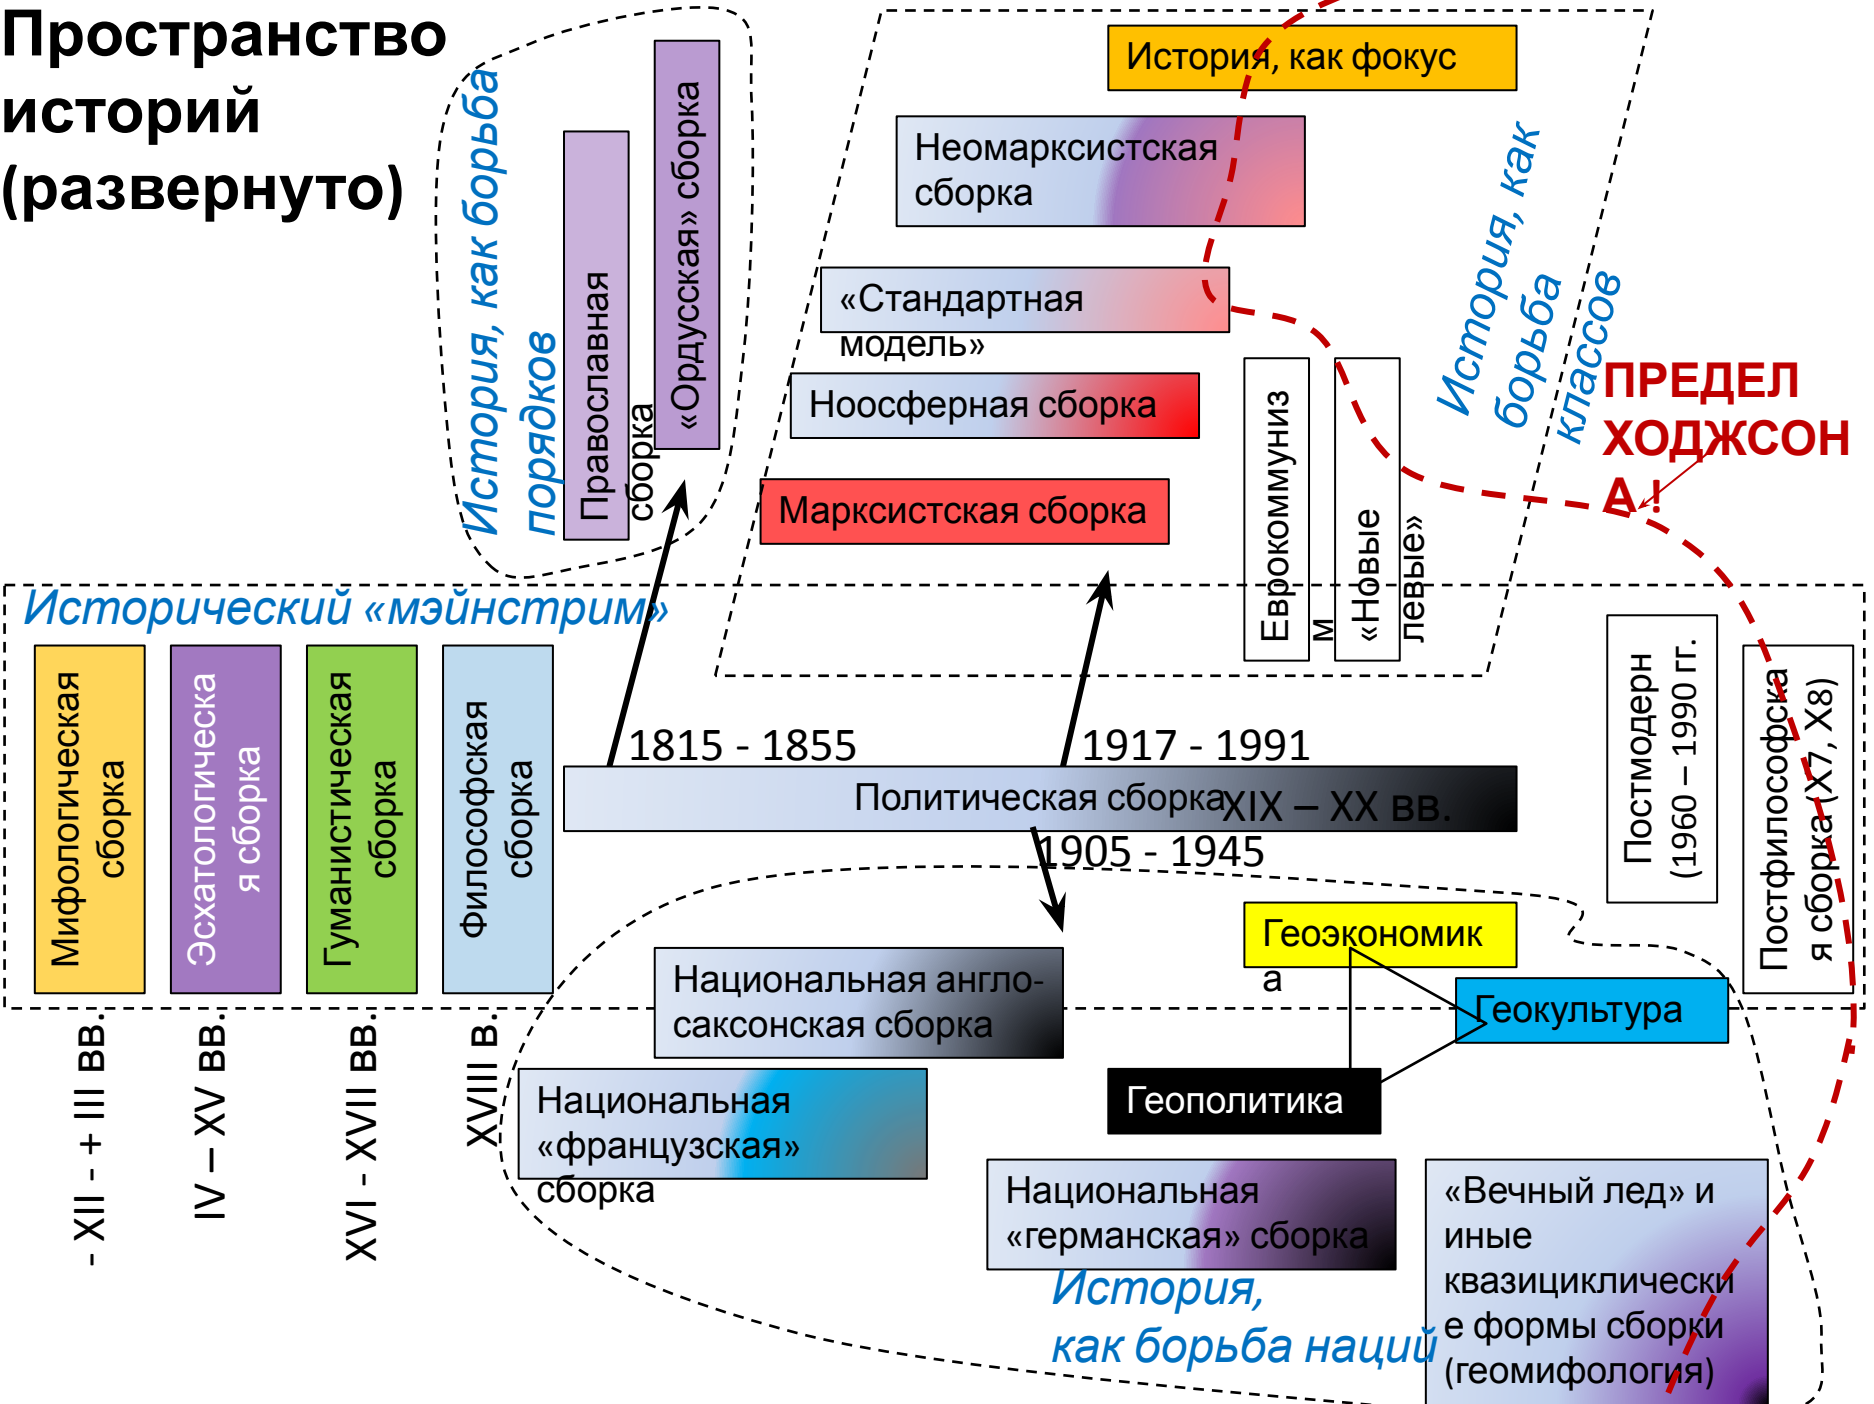 Пространство
историй
(развернуто)
История, как борьба
порядков
Православная
сборка
«Ордусская» сборка
История, как фокус
Неомарксистская
сборка
«Стандартная
модель»
Ноосферная сборка
Марксистская сборка
Еврокоммуниз
м
«Новые
левые»
История, как
борьба
классов
ПРЕДЕЛ
ХОДЖСОН
А !
Исторический «мэйнстрим»
Мифологическая
сборка
Эсхатологическа
я сборка
Гуманистическая
сборка
Философская
сборка
1815 - 1855
1917 - 1991
Политическая сборка
XIX – XX вв.
1905 - 1945
Постмодерн
(1960 – 1990 гг.
Постфилософска
я сборка (X7, X8)
- XII - + III вв.
IV – XV вв.
XVI - XVII вв.
XVIII в.
Национальная англо-
саксонская сборка
Геоэкономик
а
Геокультура
Геополитика
Национальная
«французская»
сборка
Национальная
«германская» сборка
История,
как борьба наций
«Вечный лед» и
иные
квазициклически
е формы сборки
(геомифология)